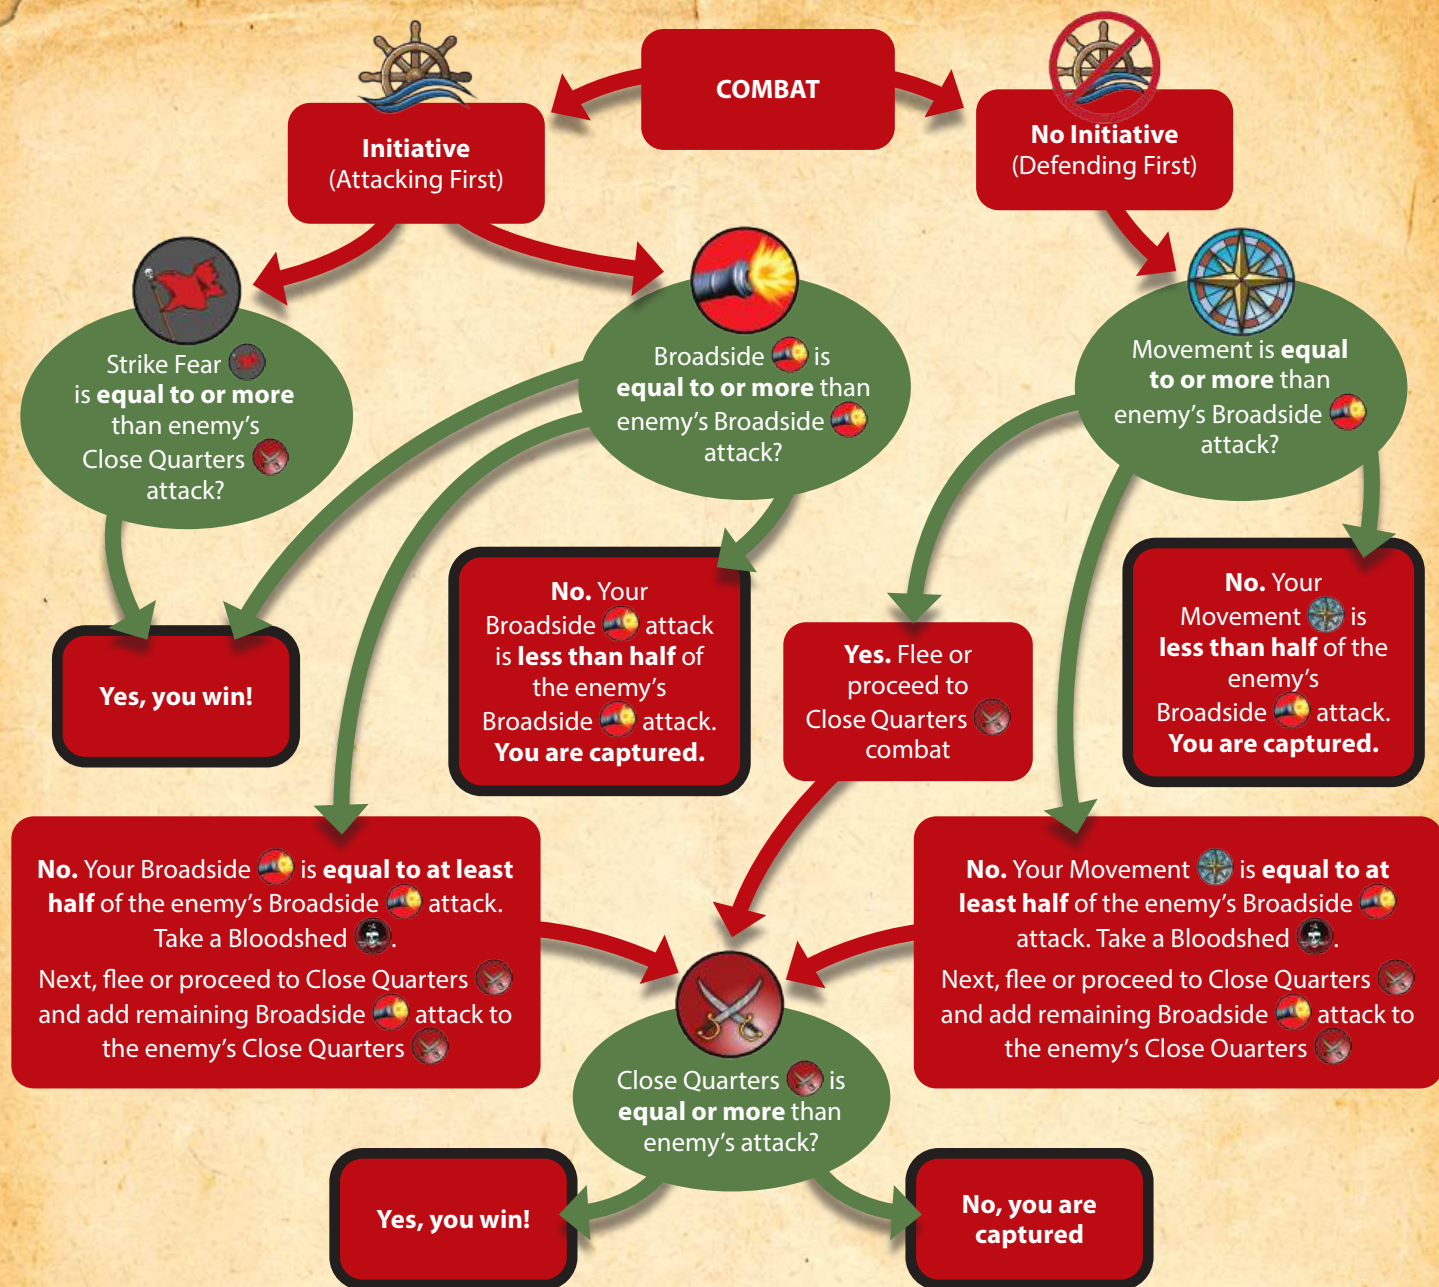 COMBAT
Initiative
(Attacking First)
No Initiative
(Defending First)
Strike Fear
is equal to or more
than enemy's
Close Quarters
attack?
Broadside is
equal to or more than
enemy's Broadside
attack?
Movement is equal
to or more than
enemy's Broadside
attack?
Yes, you win!
No. Your
Broadside attack
is less than half of
the enemy's
Broadside attack.
You are captured.
Yes. Flee or
proceed to
Close Quarters
combat
No. Your
Movement is
less than half of the
enemy's
Broadside attack.
You are captured.
No. Your Broadside is equal to at least
half of the enemy's Broadside attack.
Take a Bloodshed .
Next, flee or proceed to Close Quarters
and add remaining Broadside attack to
the enemy's Close Quarters
No. Your Movement is equal to at
least half of the enemy's Broadside
attack. Take a Bloodshed .
Next, flee or proceed to Close Quarters
and add remaining Broadside attack to
the enemy's Close Ouarters
Close Quarters is
equal or more than
enemy's attack?
Yes, you win!
No, you are
captured